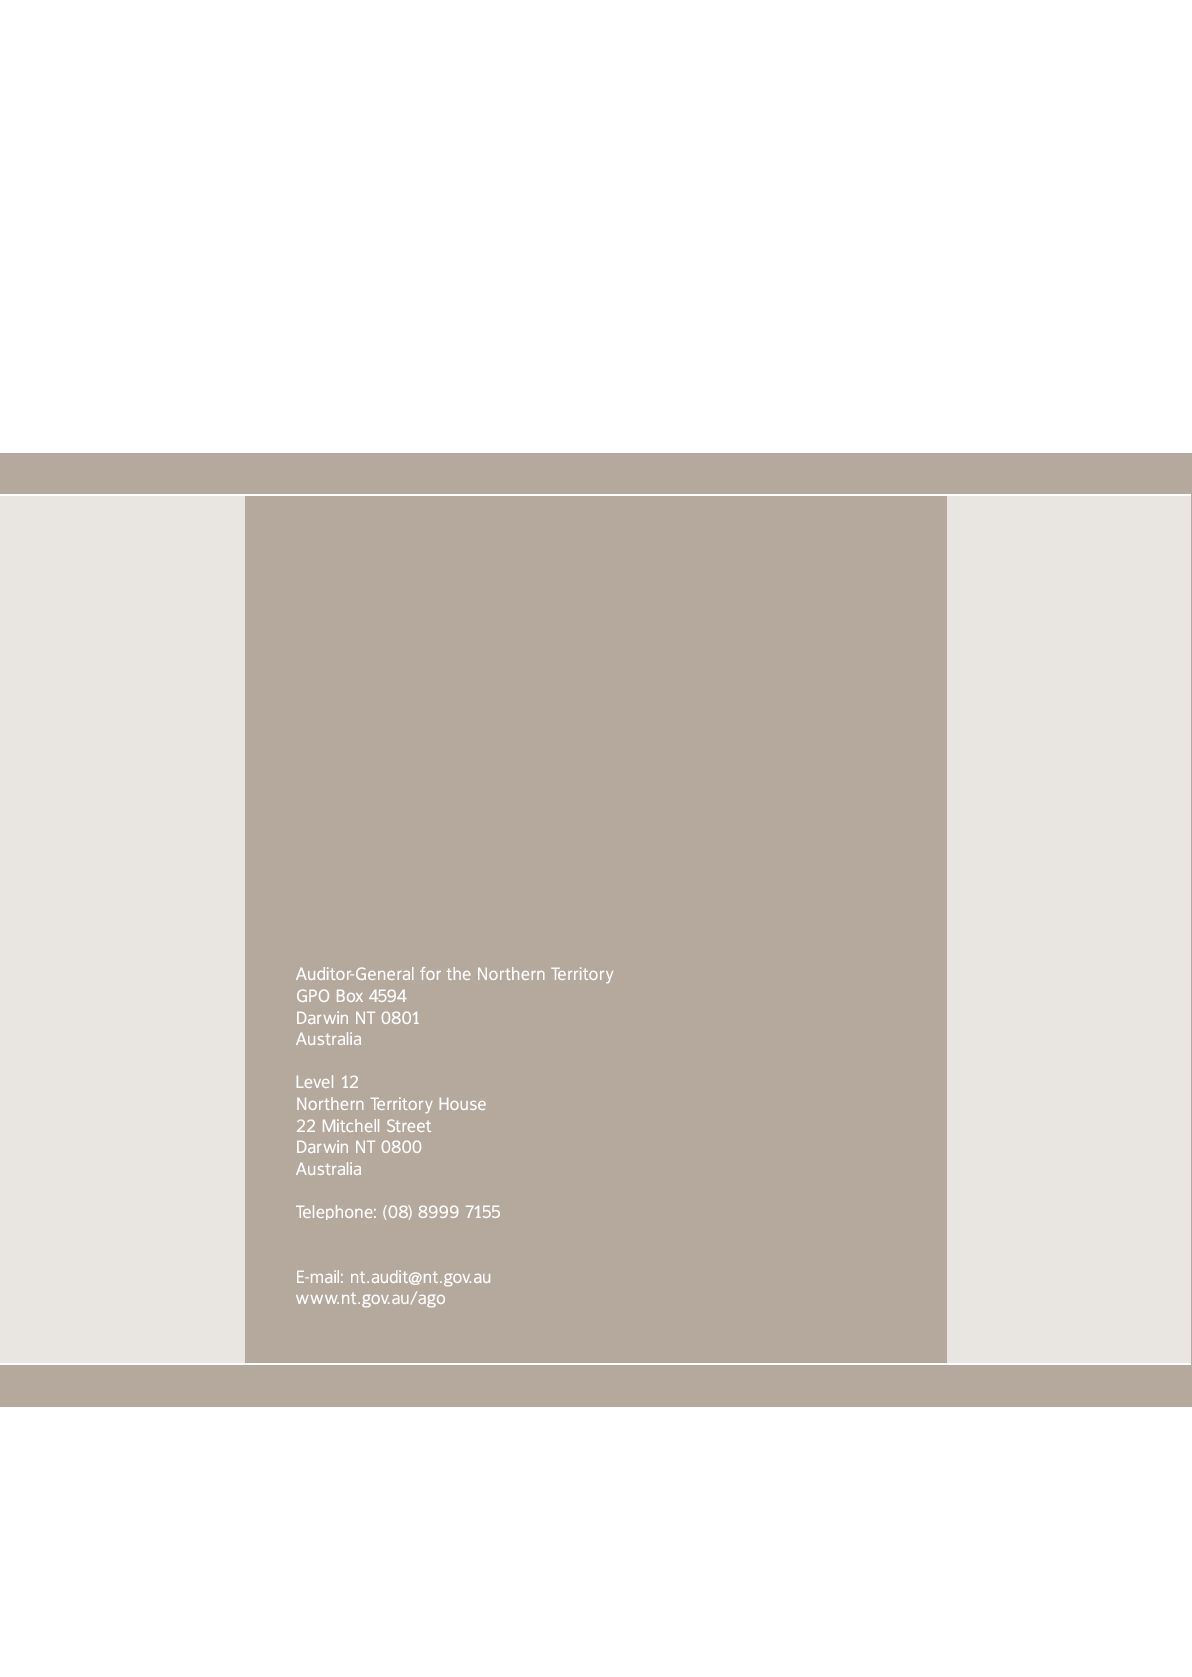 Auditor-General for the Northern Territory
GPO Box 4594
Darwin NT 0801
Australia
Level 12
Northern Territory House
22 Mitchell Street
Darwin NT 0800
Australia
Telephone: (08) 8999 7155
E-mail: nt.audit@nt.gov.au
www.nt.gov.au/ago